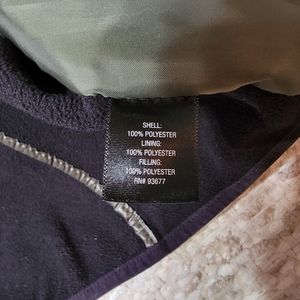 SHELL:
100% POLYESTER
LINING:
100% POLYESTER
FILLING:
100% POLYESTER
RN# 93677